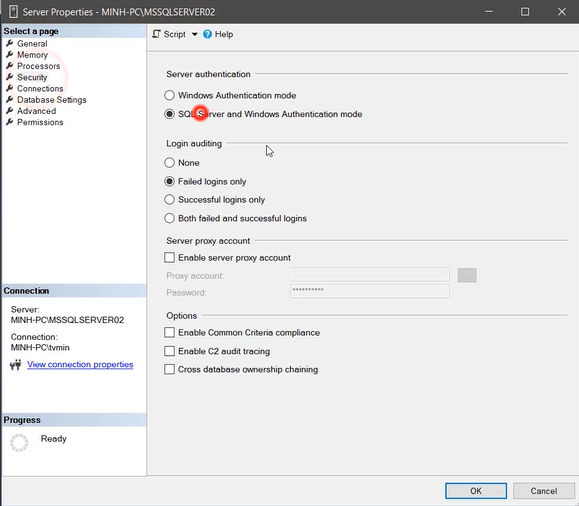 Server Properties - MINH-PC\MSSQLSERVER02
Select a page
General
Memory
Processors
Security
Connections
Database Settings
Advanced
Permissions
Script Help
Server authentication
Windows Authentication mode
SQL Server and Windows Authentication mode
Login auditing
None
Failed logins only
Successful logins only
Both failed and successful logins
Server proxy account
Enable server proxy account
Proxy account:
...
Password:
**********
Options
Enable Common Criteria compliance
Enable C2 audit tracing
Cross database ownership chaining
Connection
Server:
MINH-PC\MSSQLSERVER02
Connection:
MINH-PC\tvmin
View connection properties
Progress
Ready
OK Cancel